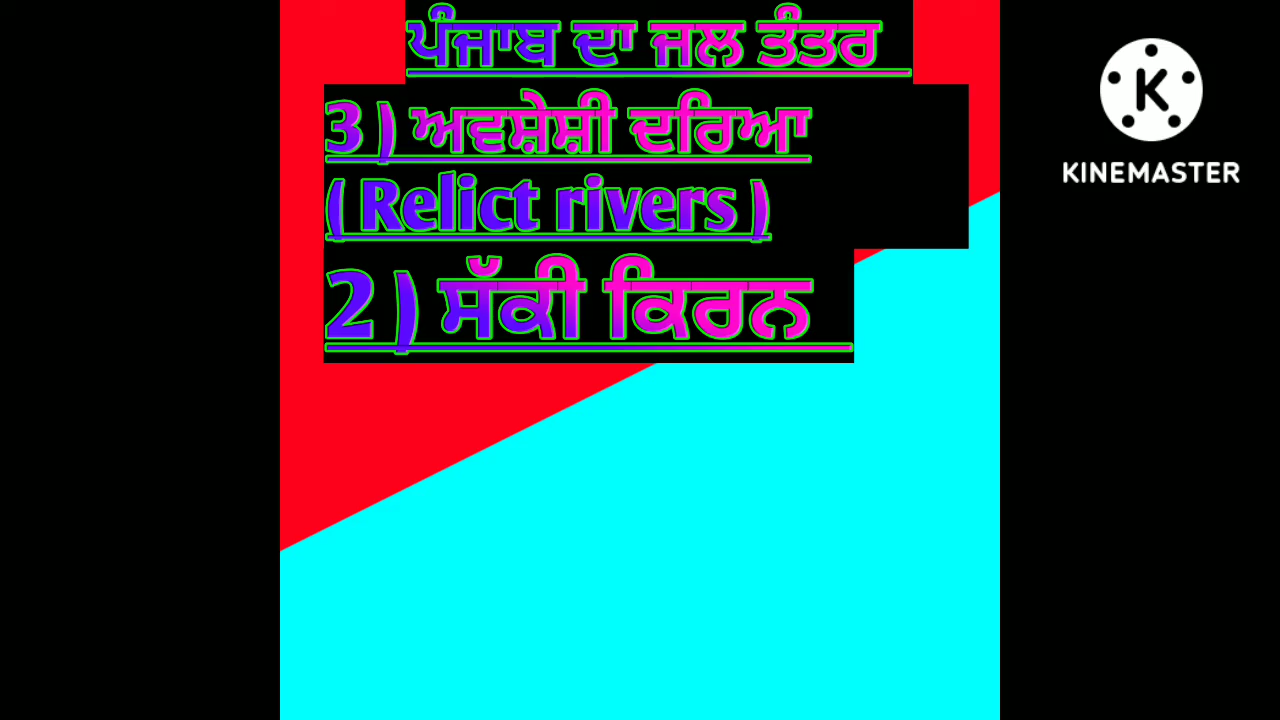 ਪੰਜਾਬ ਦਾ ਜਲ ਤੰਤਰ
3 ) ਅਵਸ਼ੇਸ਼ੀ ਦਰਿਆ
( Relict rivers )
2 ) ਸੱਕੀ ਕਿਰਨ
K
KINEMASTER